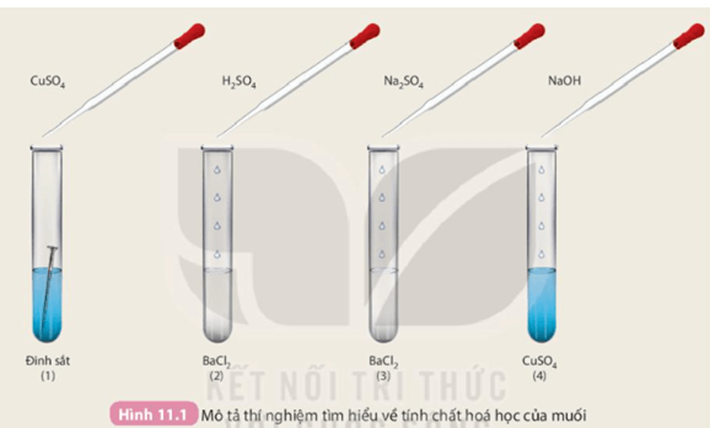 CuSO₄
H₂SO₄
Na₂SO₄
NaOH
Đinh sắt
(1)
BaCl₂
(2)
BaCl₂
(3)
CuSO₄
(4)
KẾT NỐI TRI THỨC
Hình 11.1 Mô tả thí nghiệm tìm hiểu về tính chất hoá học của muối